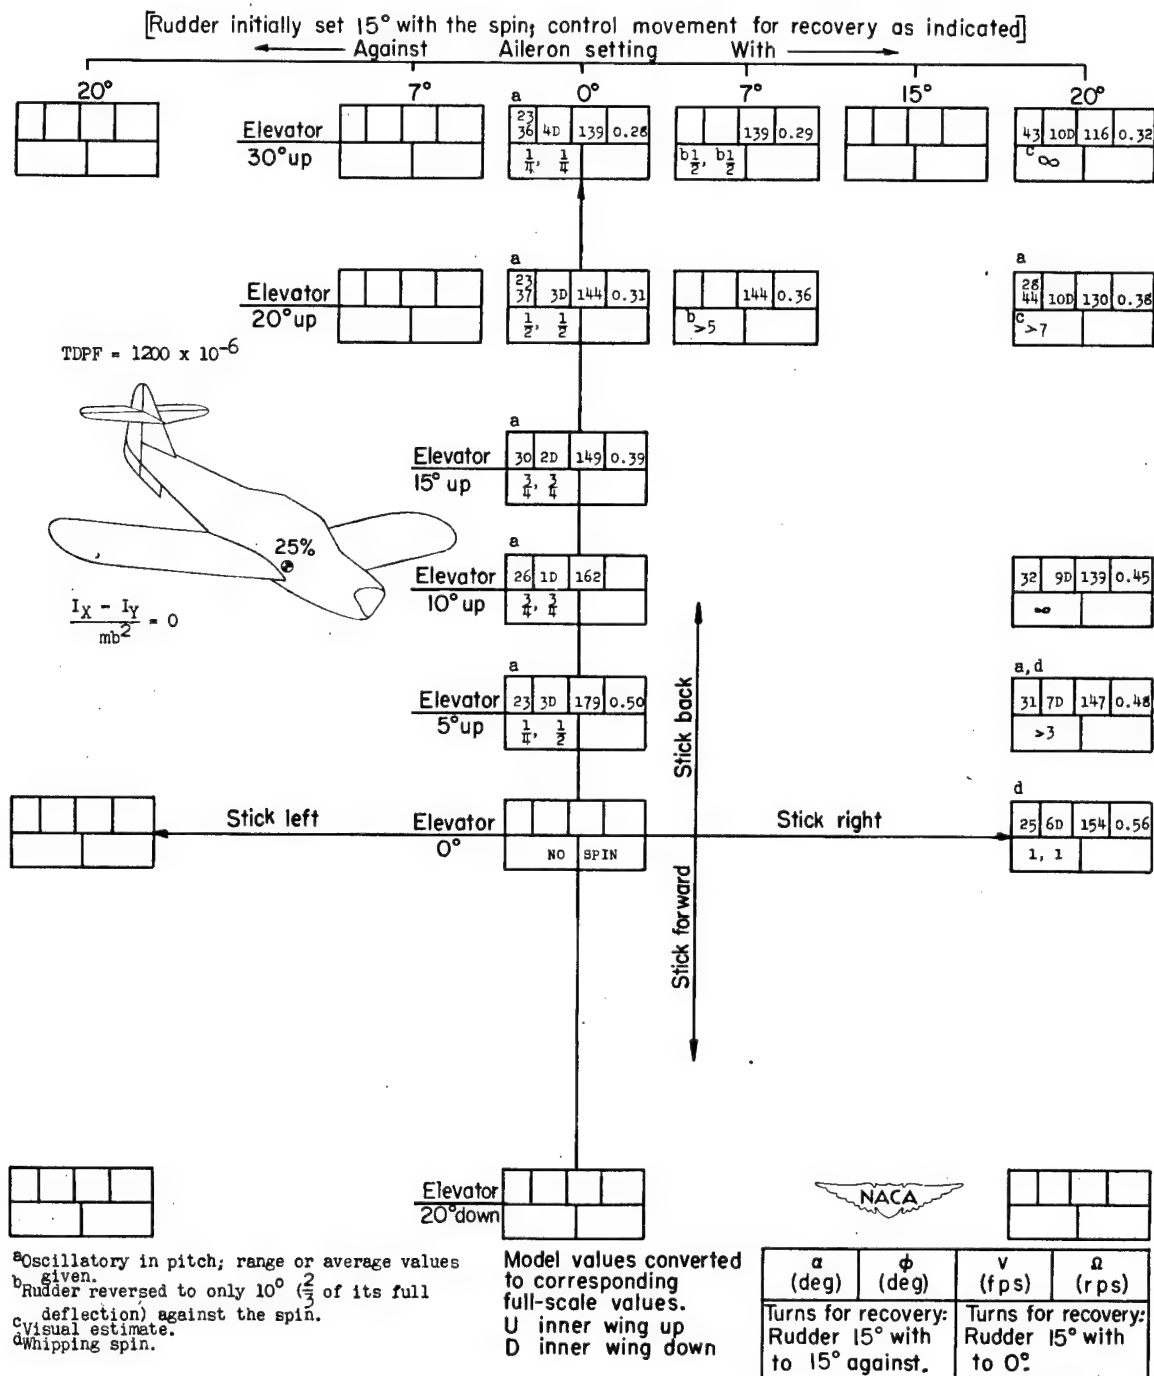 [Rudder initially set 15° with the spin; control movement for recovery as indicated]
Against Aileron setting With
20° 7° 0° 7° 15° 20°
a
Elevator
30° up
23
36 4D 139 0.28
1/4, 1/4
139 0.29
b1/2, b1/2
43 10D 116 0.32
c∞
a
a
Elevator
20° up
23
37 3D 144 0.31
1/2, 1/2
144 0.36
b>5
28
44 10D 130 0.38
c>7
TDPF = 1200 x 10-6
a
Elevator
15° up
30 2D 149 0.39
3/4, 3/4
25%
IX - IY
mb2
= 0
a
Elevator
10° up
26 1D 162
3/4, 3/4
32 9D 139 0.45
∞
a
a,d
Elevator
5° up
23 3D 179 0.50
1/4, 1/2
31 7D 147 0.48
>3
Stick back
d
Stick left
Elevator
0°
NO SPIN
Stick right
25 6D 154 0.56
1, 1
Stick forward
Elevator
20° down
NACA
aOscillatory in pitch; range or average values
given.
bRudder reversed to only 10° (2/3 of its full
deflection) against the spin.
cVisual estimate.
dWhipping spin.
Model values converted
to corresponding
full-scale values.
U inner wing up
D inner wing down
α
(deg)
ϕ
(deg)
V
(fps)
Ω
(rps)
Turns for recovery:
Rudder 15° with
to 15° against.
Turns for recovery:
Rudder 15° with
to 0°.